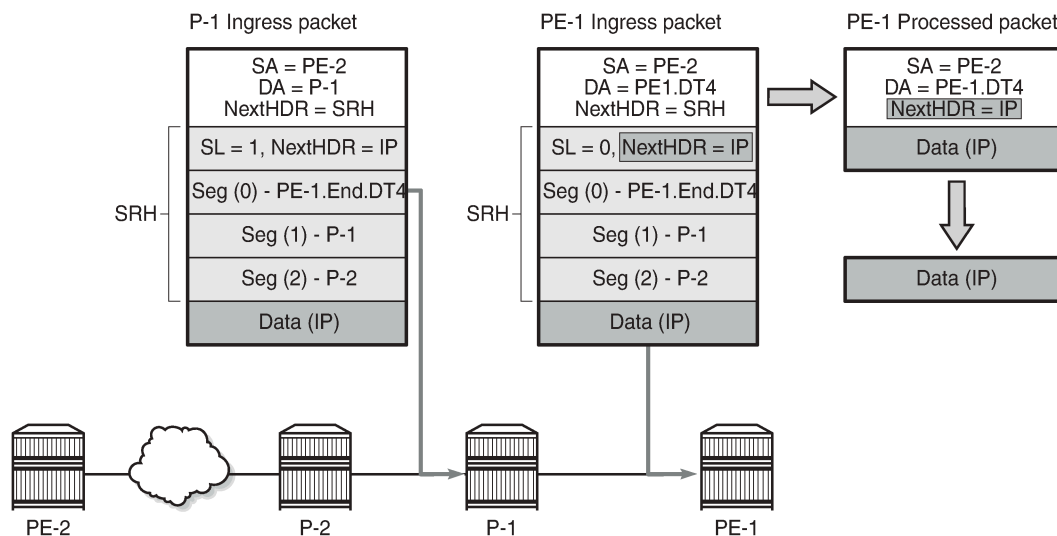 P-1 Ingress packet
SA = PE-2
DA = P-1
NextHDR = SRH
SL = 1, NextHDR = IP
Seg (0) - PE-1.End.DT4
Seg (1) - P-1
Seg (2) - P-2
Data (IP)
SRH
PE-1 Ingress packet
SA = PE-2
DA = PE1.DT4
NextHDR = SRH
SL = 0, NextHDR = IP
Seg (0) - PE-1.End.DT4
Seg (1) - P-1
Seg (2) - P-2
Data (IP)
SRH
PE-1 Processed packet
SA = PE-2
DA = PE-1.DT4
NextHDR = IP
Data (IP)
Data (IP)
PE-2
P-2
P-1
PE-1